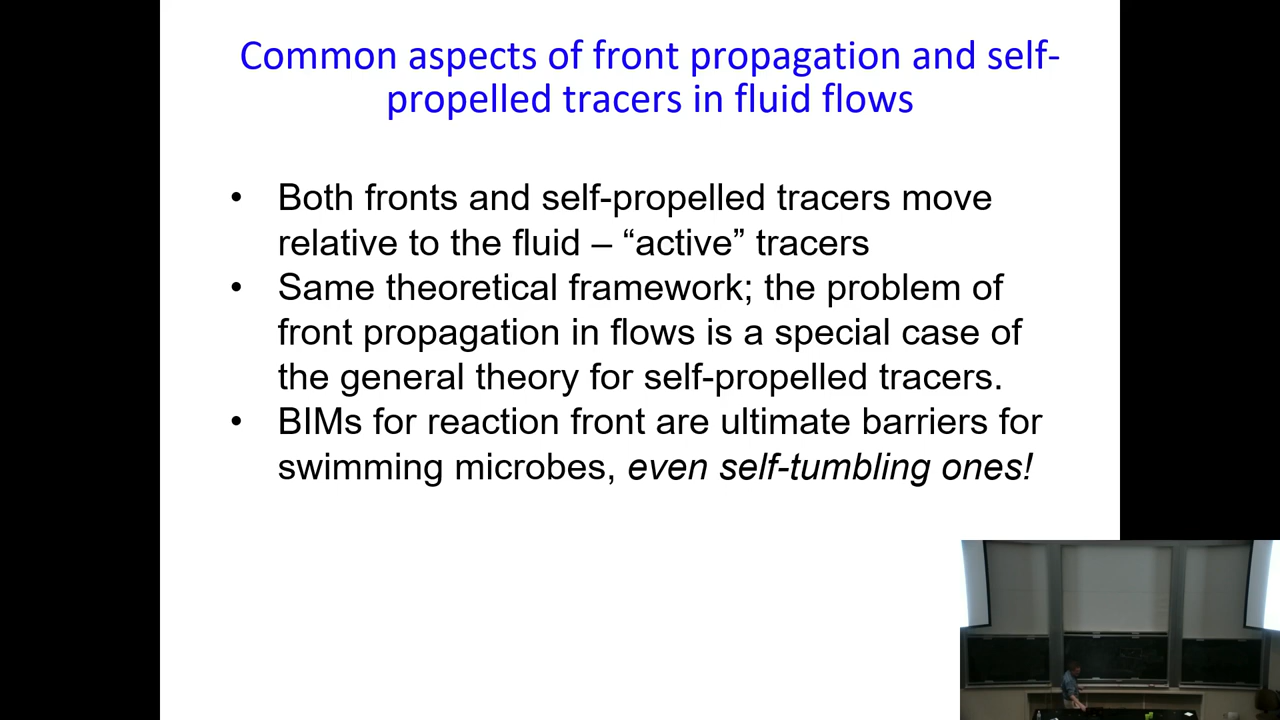 Common aspects of front propagation and self-
propelled tracers in fluid flows
• Both fronts and self-propelled tracers move
relative to the fluid – “active” tracers
• Same theoretical framework; the problem of
front propagation in flows is a special case of
the general theory for self-propelled tracers.
• BIMs for reaction front are ultimate barriers for
swimming microbes, even self-tumbling ones!